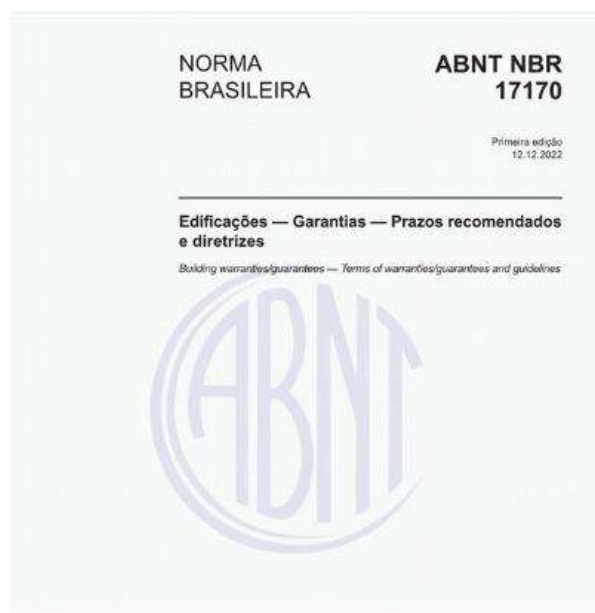 NORMA
BRASILEIRA
ABNT NBR
17170
Primeira edição
12.12.2022
Edificações — Garantias — Prazos recomendados
e diretrizes
Building warranties/guarantees — Terms of warranties/guarantees and guidelines
ABNT